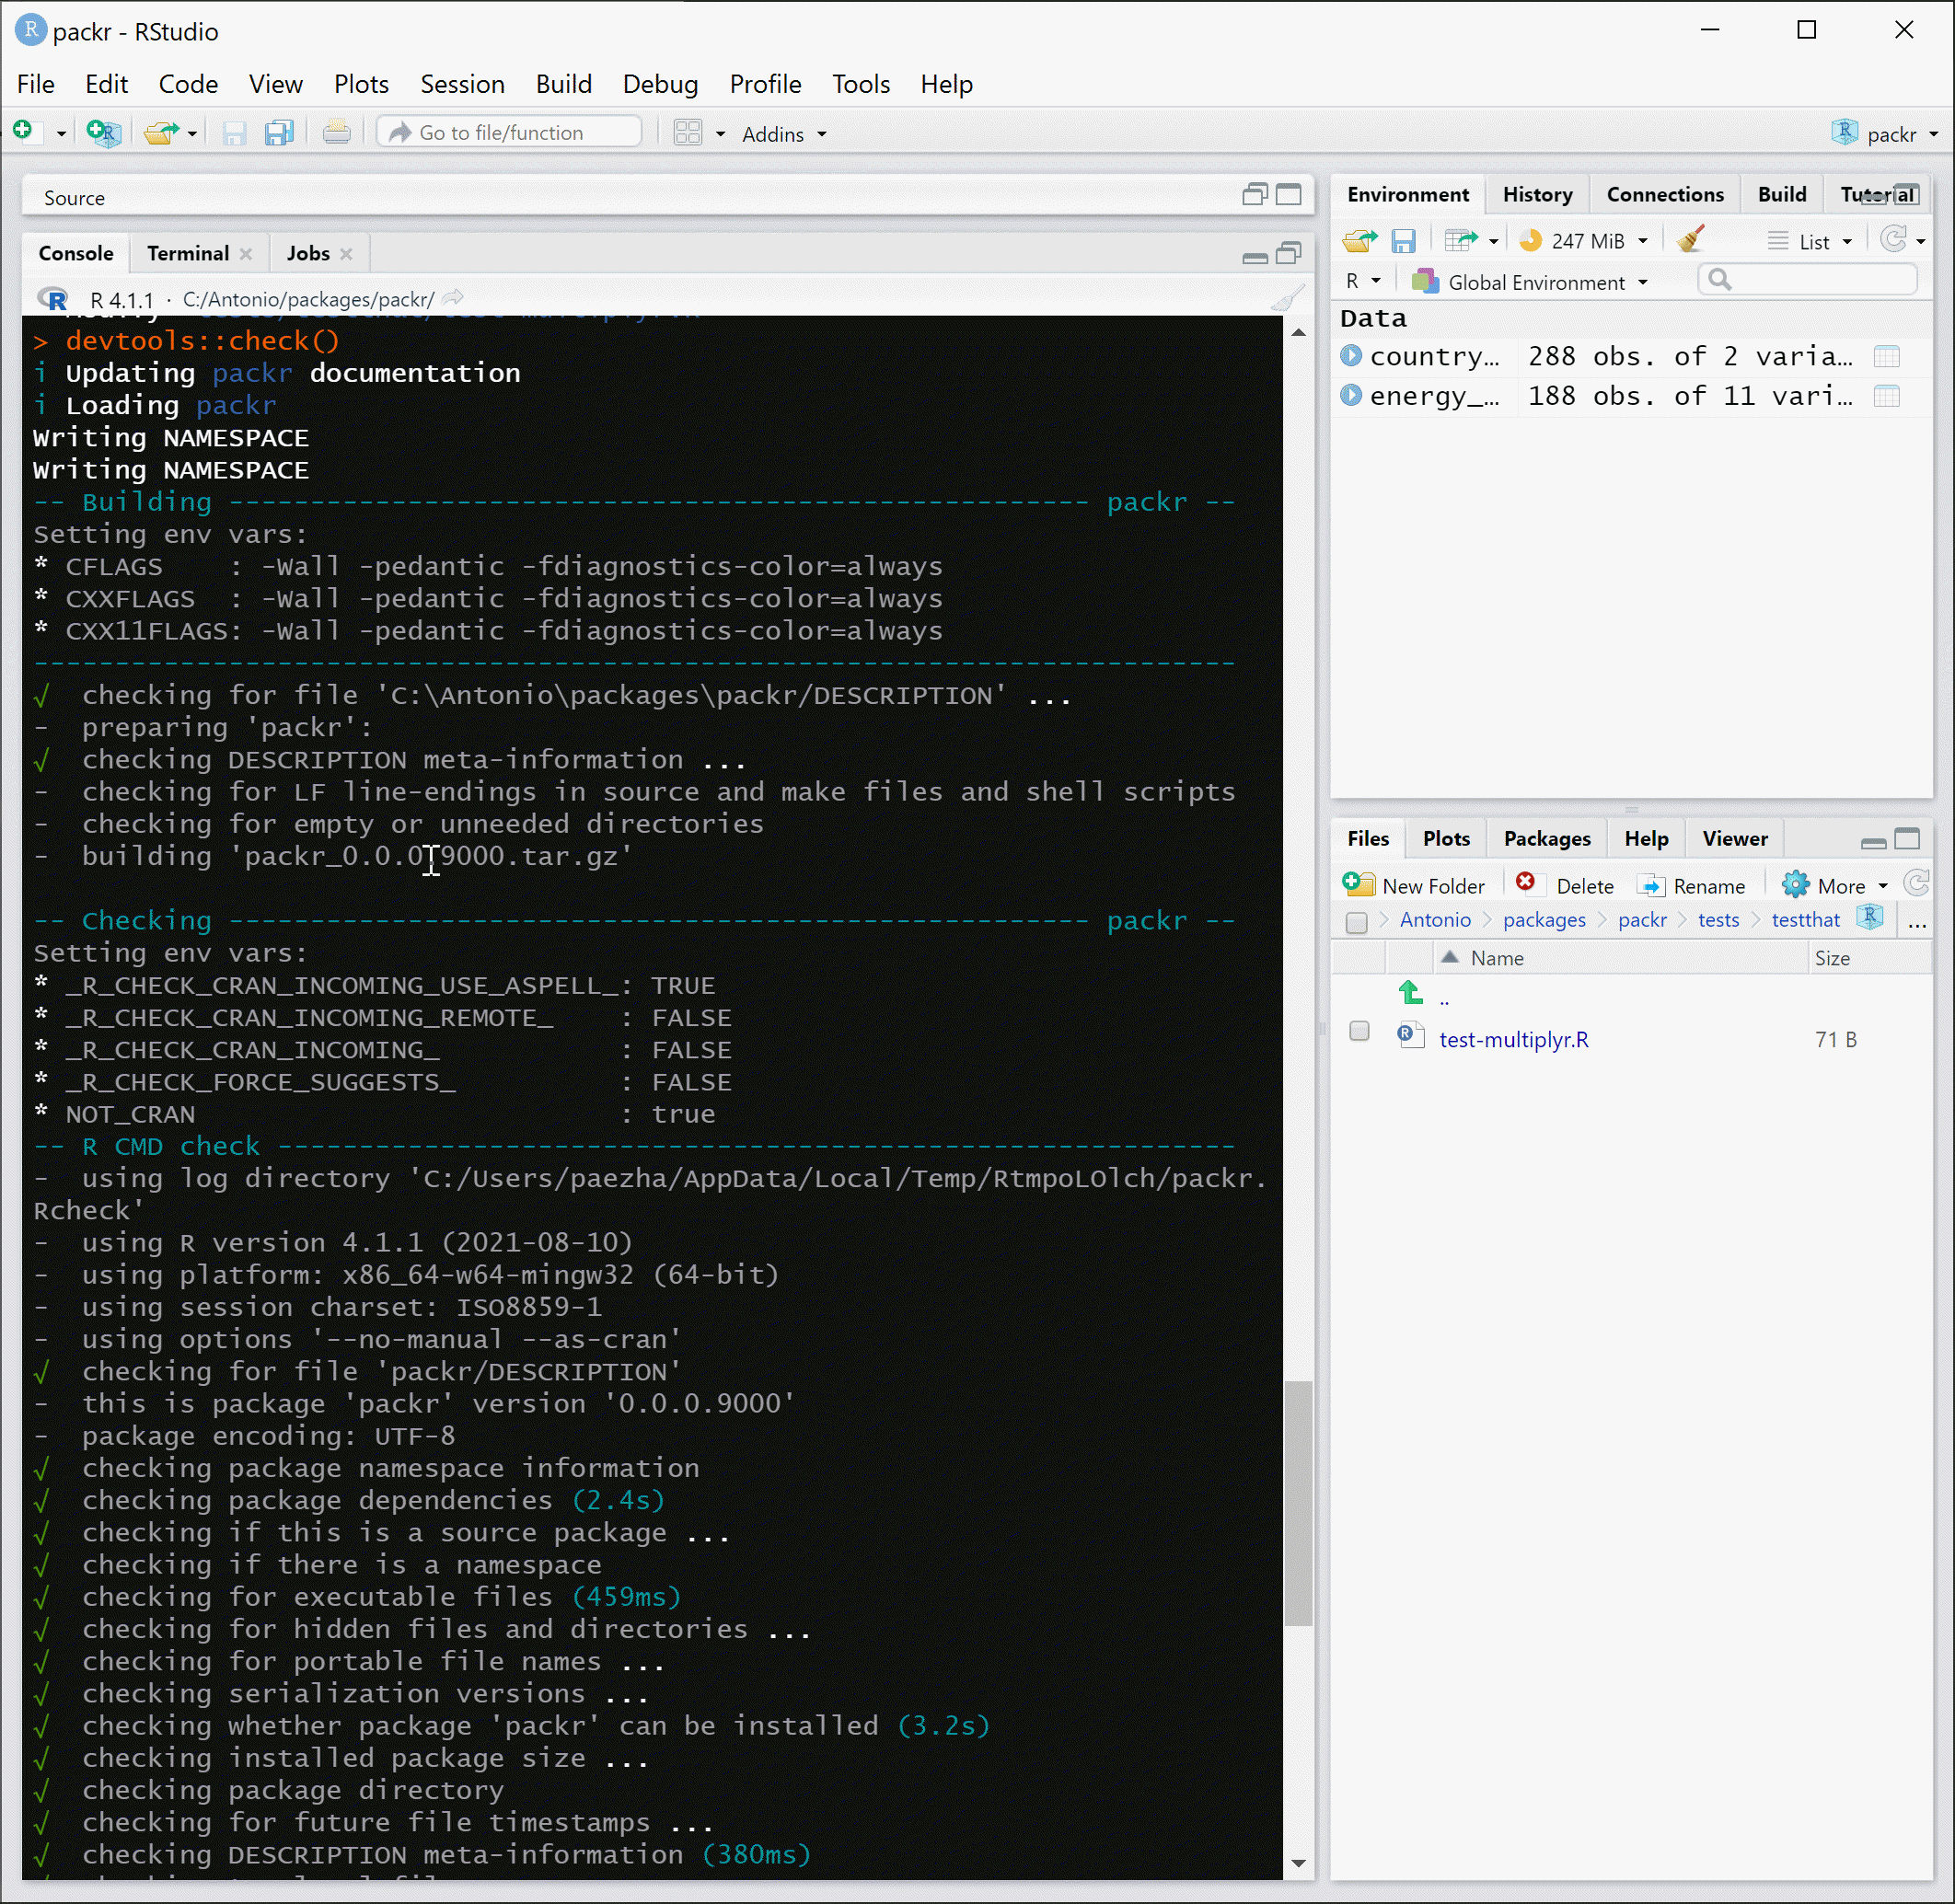 packr - RStudio
File Edit Code View Plots Session Build Debug Profile Tools Help
Go to file/function Addins packr
Source
Console Terminal Jobs
R 4.1.1 · C:/Antonio/packages/packr/
> devtools::check()
i Updating packr documentation
i Loading packr
Writing NAMESPACE
Writing NAMESPACE
-- Building ----------------------------------------------------- packr --
Setting env vars:
* CFLAGS    : -Wall -pedantic -fdiagnostics-color=always
* CXXFLAGS  : -Wall -pedantic -fdiagnostics-color=always
* CXX11FLAGS: -Wall -pedantic -fdiagnostics-color=always
--------------------------------------------------------------------------
√  checking for file 'C:\Antonio\packages\packr/DESCRIPTION' ...
-  preparing 'packr':
√  checking DESCRIPTION meta-information ...
-  checking for LF line-endings in source and make files and shell scripts
-  checking for empty or unneeded directories
-  building 'packr_0.0.0.9000.tar.gz'
-- Checking ----------------------------------------------------- packr --
Setting env vars:
* _R_CHECK_CRAN_INCOMING_USE_ASPELL_: TRUE
* _R_CHECK_CRAN_INCOMING_REMOTE_    : FALSE
* _R_CHECK_CRAN_INCOMING_           : FALSE
* _R_CHECK_FORCE_SUGGESTS_          : FALSE
* NOT_CRAN                          : true
-- R CMD check -----------------------------------------------------------
-  using log directory 'C:/Users/paezha/AppData/Local/Temp/RtmpoLOlch/packr.
Rcheck'
-  using R version 4.1.1 (2021-08-10)
-  using platform: x86_64-w64-mingw32 (64-bit)
-  using session charset: ISO8859-1
-  using options '--no-manual --as-cran'
√  checking for file 'packr/DESCRIPTION'
-  this is package 'packr' version '0.0.0.9000'
-  package encoding: UTF-8
√  checking package namespace information
√  checking package dependencies (2.4s)
√  checking if this is a source package ...
√  checking if there is a namespace
√  checking for executable files (459ms)
√  checking for hidden files and directories ...
√  checking for portable file names ...
√  checking serialization versions ...
√  checking whether package 'packr' can be installed (3.2s)
√  checking installed package size ...
√  checking package directory
√  checking for future file timestamps ...
√  checking DESCRIPTION meta-information (380ms)
Environment History Connections Build Tutorial
247 MiB List
R Global Environment
Data
country... 288 obs. of 2 varia...
energy_... 188 obs. of 11 vari...
Files Plots Packages Help Viewer
New Folder Delete Rename More
Antonio packages packr tests testthat ...
Name Size
..
test-multiplyr.R 71 B